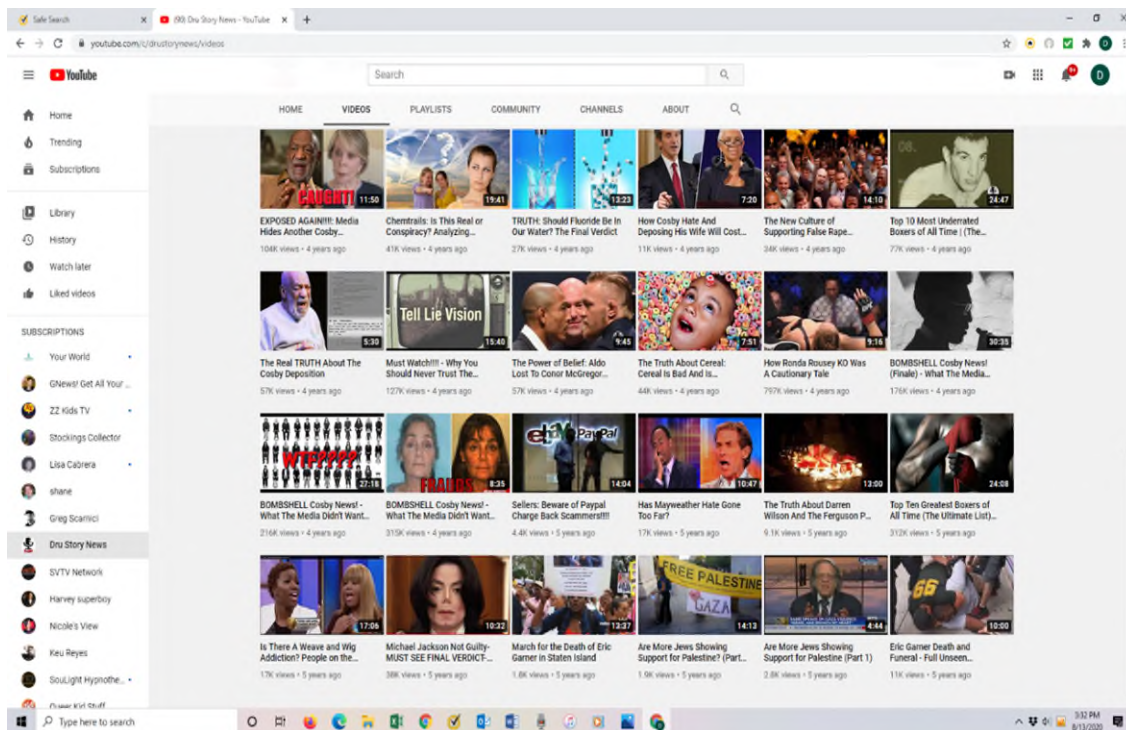 Safe Search
(90) Dru Story News - YouTube
youtube.com/c/drustorynews/videos
YouTube
Search
9+
D
Home
Trending
Subscriptions
Library
History
Watch later
Liked videos
SUBSCRIPTIONS
Your World
GNews! Get All Your ...
ZZ Kids TV
Stockings Collector
Lisa Cabrera
shane
Greg Scarnici
Dru Story News
SVTV Network
Harvey superboy
Nicole's View
Keu Reyes
SouLight Hypnothe...
Queer Kid Stuff
HOME VIDEOS PLAYLISTS COMMUNITY CHANNELS ABOUT
CAUGHT! 11:50
EXPOSED AGAIN!!!!: Media
Hides Another Cosby...
104K views • 4 years ago
19:41
Chemtrails: Is This Real or
Conspiracy? Analyzing...
41K views • 4 years ago
13:23
TRUTH: Should Fluoride Be In
Our Water? The Final Verdict
27K views • 4 years ago
7:20
How Cosby Hate And
Deposing His Wife Will Cost...
11K views • 4 years ago
14:10
The New Culture of
Supporting False Rape...
34K views • 4 years ago
08.
24:47
Top 10 Most Underrated
Boxers of All Time | (The...
77K views • 4 years ago
5:30
The Real TRUTH About The
Cosby Deposition
57K views • 4 years ago
Tell Lie Vision
15:40
Must Watch!!!! - Why You
Should Never Trust The...
127K views • 4 years ago
9:45
The Power of Belief: Aldo
Lost To Conor McGregor...
57K views • 4 years ago
7:51
The Truth About Cereal:
Cereal Is Bad And Is...
44K views • 4 years ago
9:16
How Ronda Rousey KO Was
A Cautionary Tale
797K views • 4 years ago
30:35
BOMBSHELL Cosby News!
(Finale) - What The Media...
176K views • 4 years ago
WTF????
27:18
BOMBSHELL Cosby News! -
What The Media Didn't Want...
216K views • 4 years ago
FRAUDS 8:35
BOMBSHELL Cosby News! -
What The Media Didn't Want...
315K views • 4 years ago
ebay PayPal
14:04
Sellers: Beware of Paypal
Charge Back Scammers!!!!
4.4K views • 5 years ago
10:47
Has Mayweather Hate Gone
Too Far?
17K views • 5 years ago
13:00
The Truth About Darren
Wilson And The Ferguson P...
9.1K views • 5 years ago
24:08
Top Ten Greatest Boxers of
All Time (The Ultimate List)...
312K views • 5 years ago
17:06
Is There A Weave and Wig
Addiction? People on the...
17K views • 5 years ago
10:32
Michael Jackson Not Guilty-
MUST SEE FINAL VERDICT-...
38K views • 5 years ago
13:37
March for the Death of Eric
Garner in Staten Island
1.6K views • 5 years ago
FREE PALESTINE
GAZA
14:13
Are More Jews Showing
Support for Palestine? (Part...
1.9K views • 5 years ago
4:44
Are More Jews Showing
Support for Palestine (Part 1)
2.8K views • 5 years ago
66
10:00
Eric Garner Death and
Funeral - Full Unseen...
11K views • 5 years ago
Type here to search
3:32 PM
8/13/2020